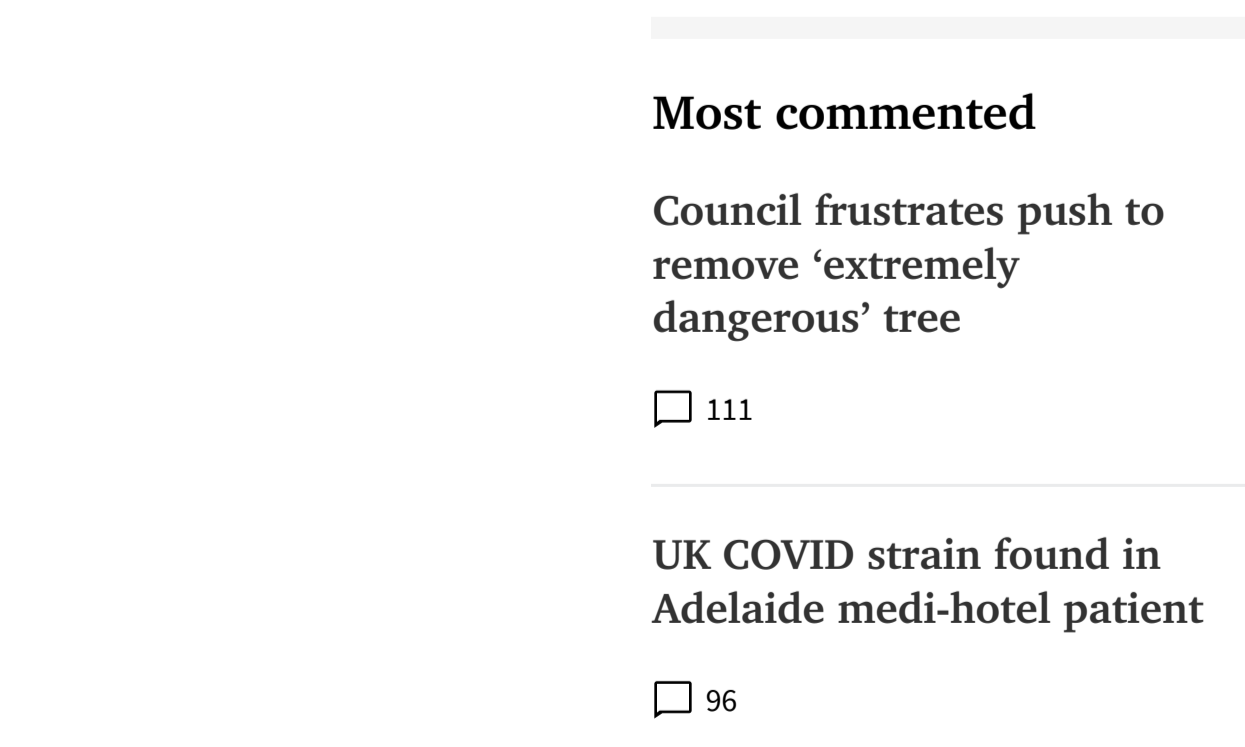 Most commented
Council frustrates push to
remove ‘extremely
dangerous’ tree
111
UK COVID strain found in
Adelaide medi-hotel patient
96